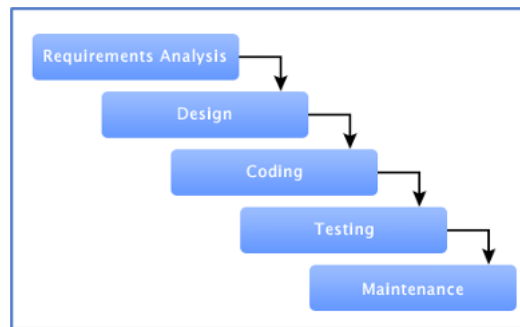 Requirements Analysis
Design
Coding
Testing
Maintenance